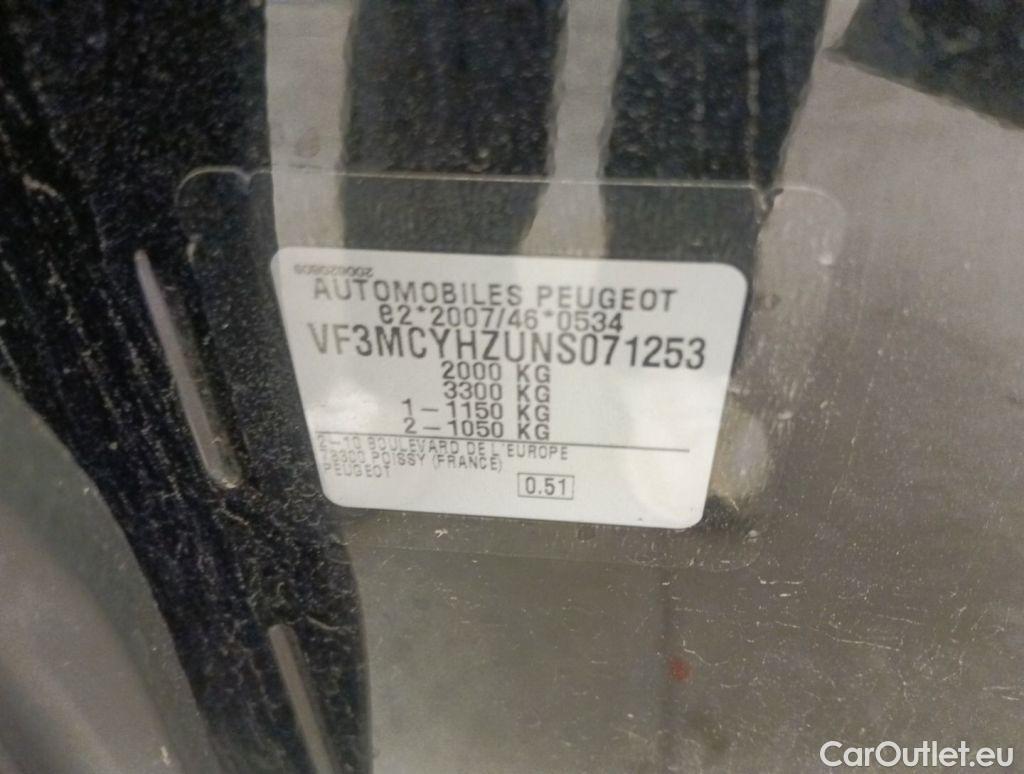 AUTOMOBILES PEUGEOT
e2*2007/46*0534
VF3MCYHZUNS071253
2000 KG
3300 KG
1-1150 KG
2-1050 KG
2-10 BOULEVARD DE L'EUROPE
78300 POISSY (FRANCE)
PEUGEOT
0.51
CarOutlet.eu